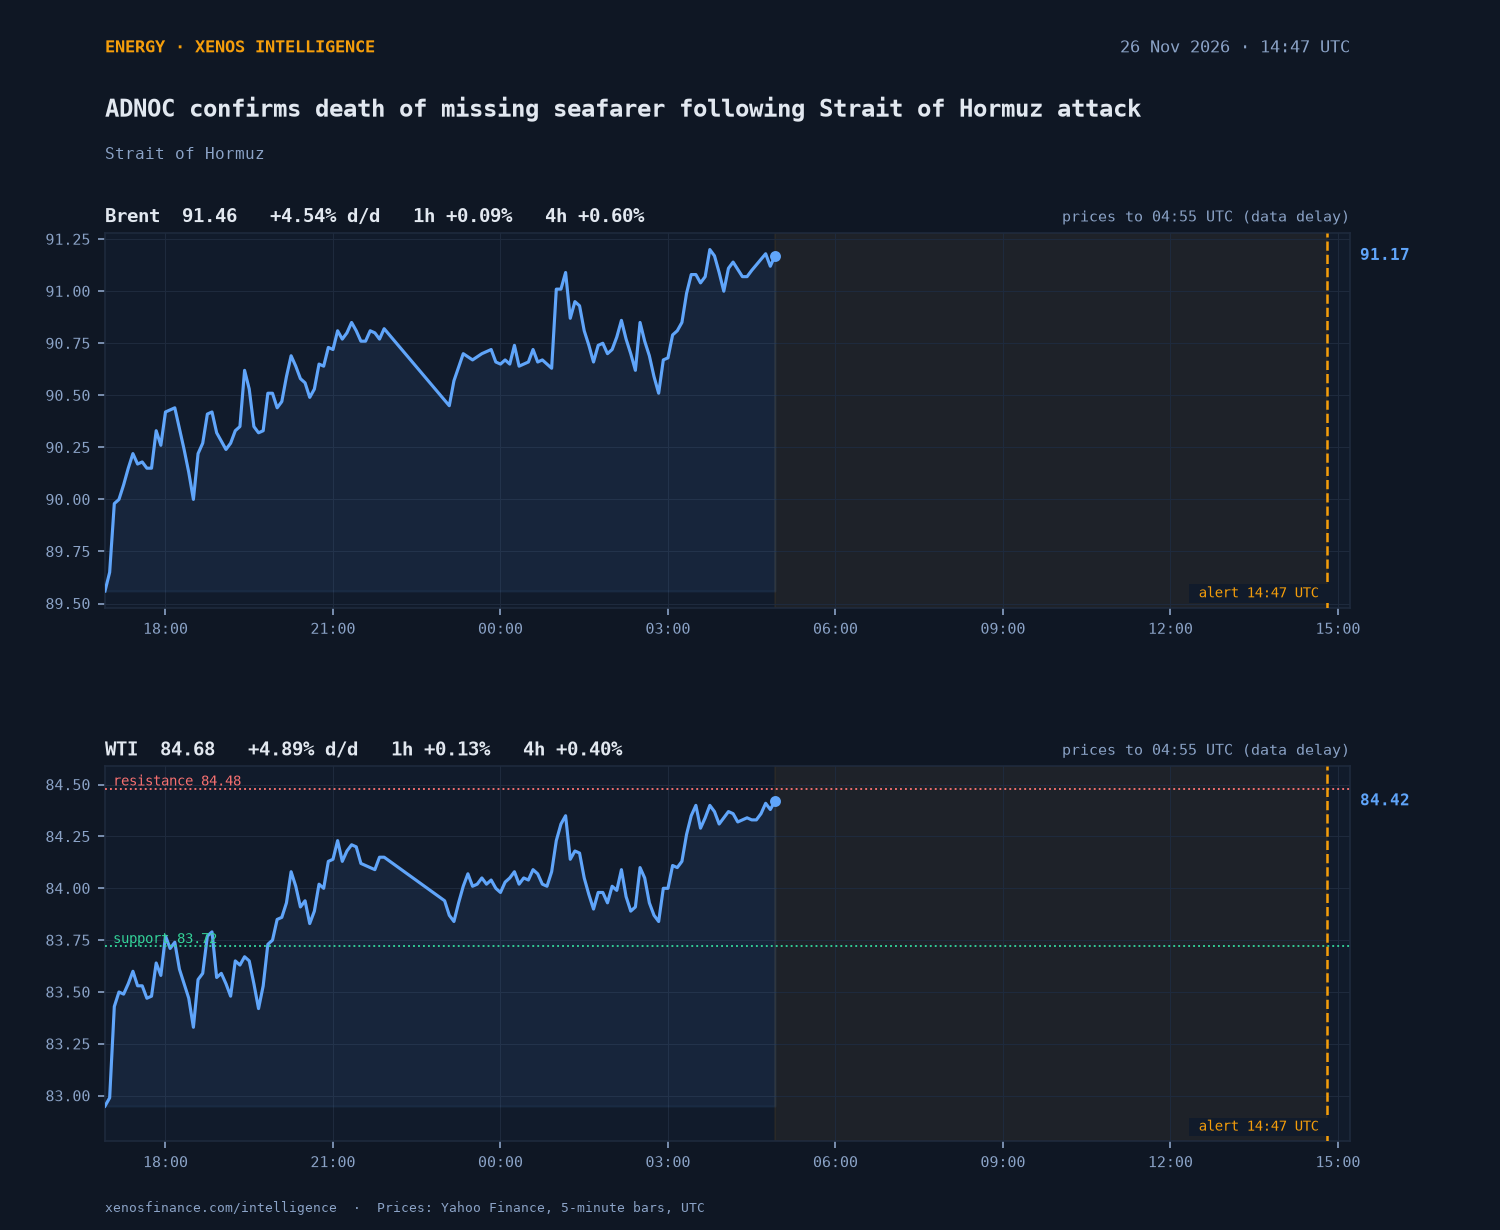 ENERGY · XENOS INTELLIGENCE
26 Nov 2026 · 14:47 UTC
ADNOC confirms death of missing seafarer following Strait of Hormuz attack
Strait of Hormuz
Brent 91.46 +4.54% d/d 1h +0.09% 4h +0.60%
prices to 04:55 UTC (data delay)
91.25
91.17
91.00
90.75
90.50
90.25
90.00
89.75
89.50
alert 14:47 UTC
18:00 21:00 00:00 03:00 06:00 09:00 12:00 15:00
WTI 84.68 +4.89% d/d 1h +0.13% 4h +0.40%
prices to 04:55 UTC (data delay)
resistance 84.48
84.50
84.42
84.25
84.00
support 83.72
83.75
83.50
83.25
83.00
alert 14:47 UTC
18:00 21:00 00:00 03:00 06:00 09:00 12:00 15:00
xenosfinance.com/intelligence · Prices: Yahoo Finance, 5-minute bars, UTC